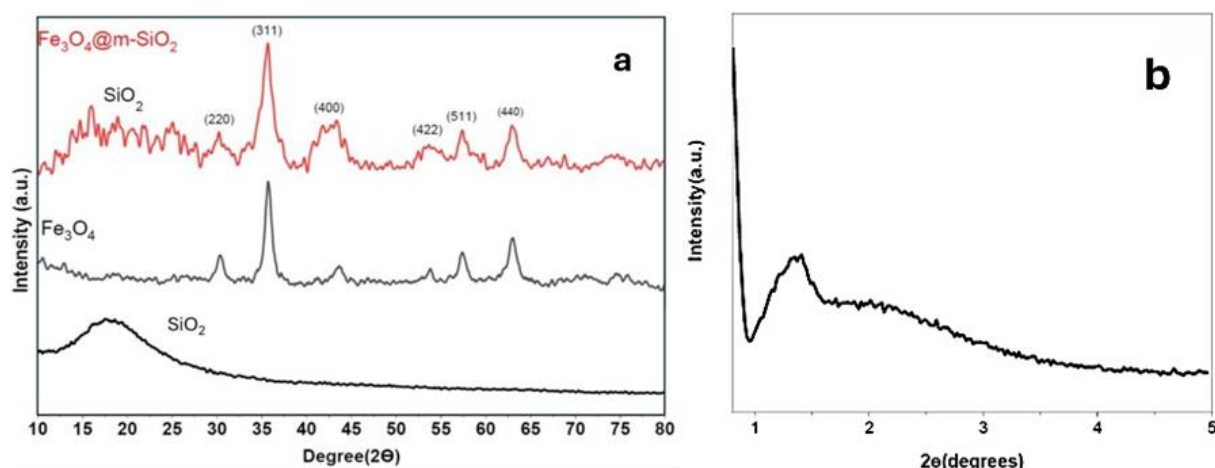 Fe₃O₄@m-SiO₂
(311)
a
SiO₂
(220)
(400)
(422)
(511)
(440)
Fe₃O₄
SiO₂
Intensity (a.u.)
10 15 20 25 30 35 40 45 50 55 60 65 70 75 80
Degree(2Θ)
b
Intensity(a.u.)
1 2 3 4 5
2ɵ(degrees)